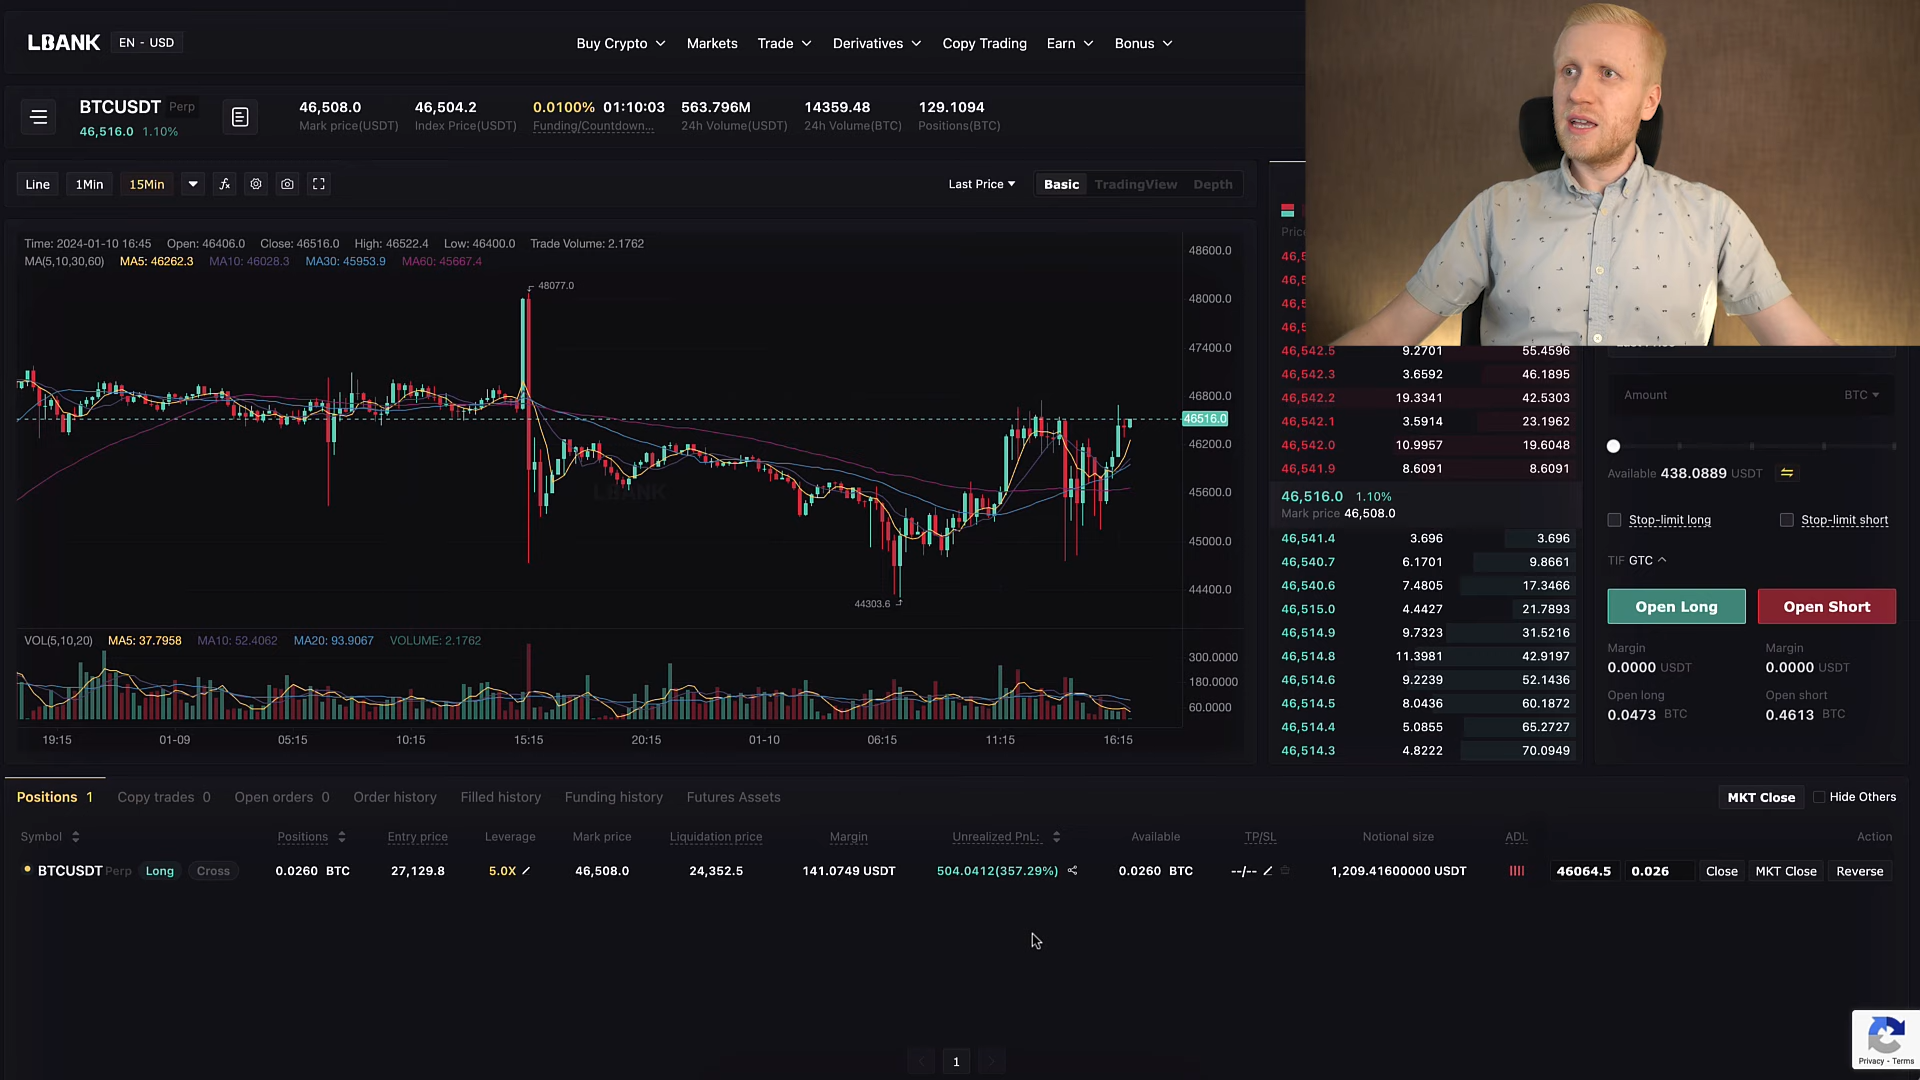 LBANK EN - USD Buy Crypto Markets Trade Derivatives Copy Trading Earn Bonus
BTCUSDT Perp
46,516.0 1.10%
46,508.0 46,504.2 0.0100% 01:10:03 563.796M 14359.48 129.1094
Mark price(USDT) Index Price(USDT) Funding/Countdown... 24h Volume(USDT) 24h Volume(BTC) Positions(BTC)
Line 1Min 15Min Last Price Basic TradingView Depth
Time: 2024-01-10 16:45 Open: 46406.0 Close: 46516.0 High: 46522.4 Low: 46400.0 Trade Volume: 2.1762
MA(5,10,30,60) MA5: 46262.3 MA10: 46028.3 MA30: 45953.9 MA60: 45667.4
48077.0
44303.6
LBANK
48600.0
48000.0
47400.0
46800.0
46516.0
46200.0
45600.0
45000.0
44400.0
VOL(5,10,20) MA5: 37.7958 MA10: 52.4062 MA20: 93.9067 VOLUME: 2.1762
300.0000
180.0000
60.0000
19:15 01-09 05:15 10:15 15:15 20:15 01-10 06:15 11:15 16:15
46,542.5 9.2701 55.4596
46,542.3 3.6592 46.1895
46,542.2 19.3341 42.5303
46,542.1 3.5914 23.1962
46,542.0 10.9957 19.6048
46,541.9 8.6091 8.6091
46,516.0 1.10%
Mark price 46,508.0
46,541.4 3.696 3.696
46,540.7 6.1701 9.8661
46,540.6 7.4805 17.3466
46,515.0 4.4427 21.7893
46,514.9 9.7323 31.5216
46,514.8 11.3981 42.9197
46,514.6 9.2239 52.1436
46,514.5 8.0436 60.1872
46,514.4 5.0855 65.2727
46,514.3 4.8222 70.0949
Amount BTC
Available 438.0889 USDT
Stop-limit long Stop-limit short
TIF GTC
Open Long Open Short
Margin Margin
0.0000 USDT 0.0000 USDT
Open long Open short
0.0473 BTC 0.4613 BTC
Positions 1 Copy trades 0 Open orders 0 Order history Filled history Funding history Futures Assets MKT Close Hide Others
Symbol Positions Entry price Leverage Mark price Liquidation price Margin Unrealized PnL: Available TP/SL Notional size ADL Action
BTCUSDT Perp Long Cross 0.0260 BTC 27,129.8 5.0X 46,508.0 24,352.5 141.0749 USDT 504.0412(357.29%) 0.0260 BTC --/-- 1,209.41600000 USDT 46064.5 0.026 Close MKT Close Reverse
1
Privacy - Terms